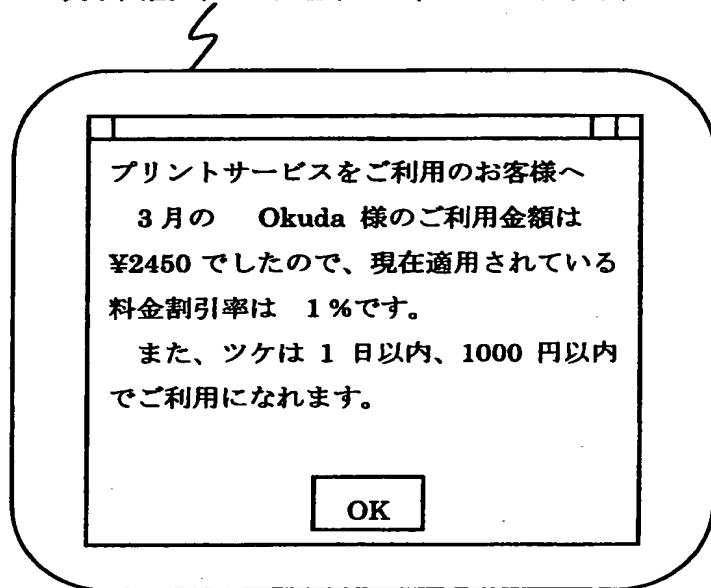 プリントサービスをご利用のお客様へ
3月の Okuda 様のご利用金額は
¥2450 でしたので、現在適用されている
料金割引率は 1%です。
また、ツケは 1 日以内、1000 円以内
でご利用になれます。
OK